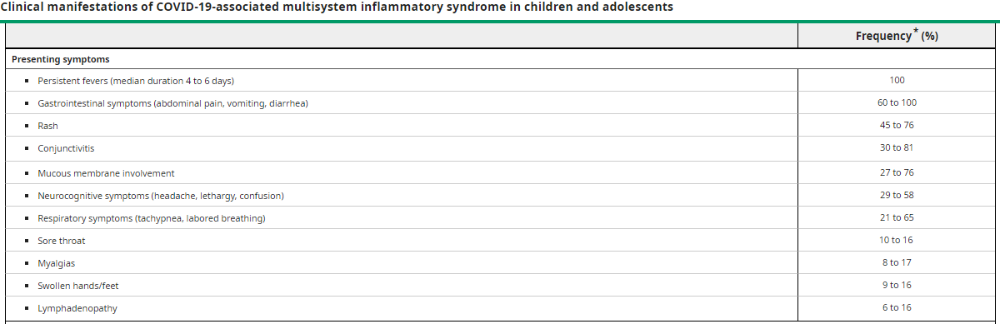 Clinical manifestations of COVID-19-associated multisystem inflammatory syndrome in children and adolescents
Frequency* (%)
Presenting symptoms
▪ Persistent fevers (median duration 4 to 6 days) 100
▪ Gastrointestinal symptoms (abdominal pain, vomiting, diarrhea) 60 to 100
▪ Rash 45 to 76
▪ Conjunctivitis 30 to 81
▪ Mucous membrane involvement 27 to 76
▪ Neurocognitive symptoms (headache, lethargy, confusion) 29 to 58
▪ Respiratory symptoms (tachypnea, labored breathing) 21 to 65
▪ Sore throat 10 to 16
▪ Myalgias 8 to 17
▪ Swollen hands/feet 9 to 16
▪ Lymphadenopathy 6 to 16